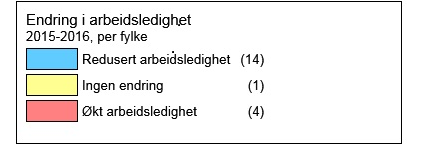 Endring i arbeidsledighet
2015-2016, per fylke
Redusert arbeidsledighet (14)
Ingen endring (1)
Økt arbeidsledighet (4)